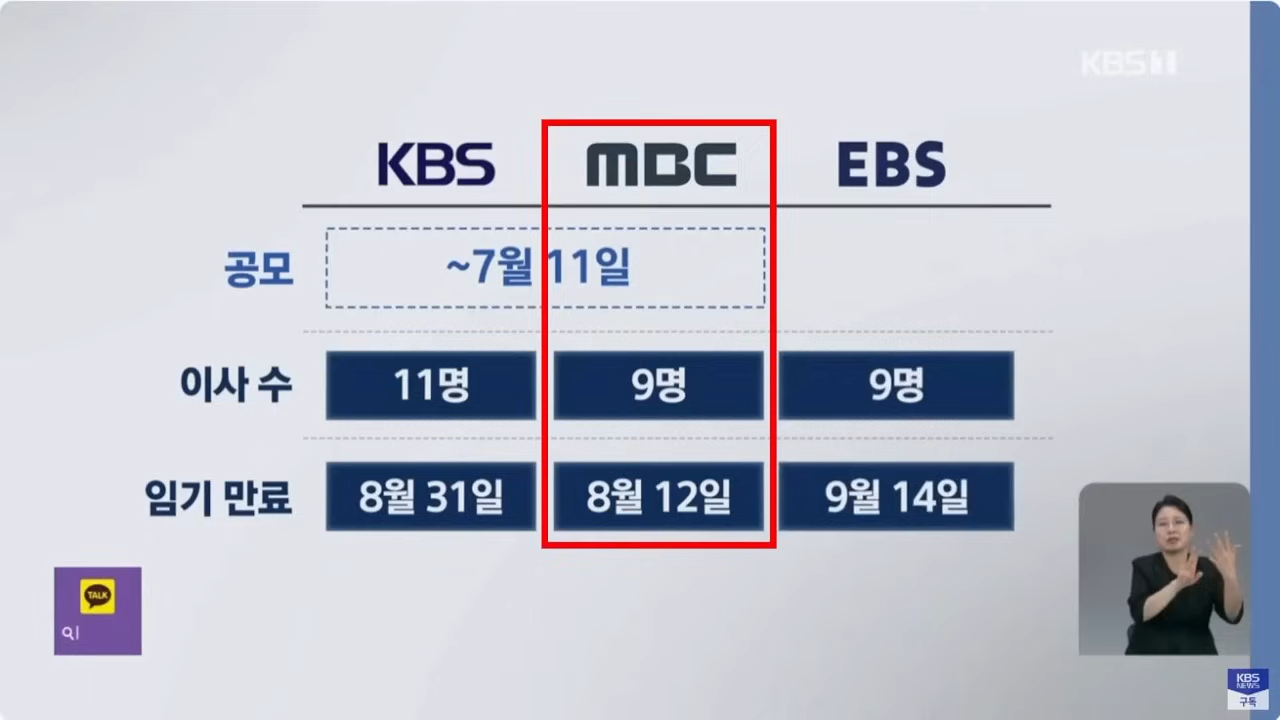 KBS1
KBS MBC EBS
공모 ~7월 11일
이사 수 11명 9명 9명
임기 만료 8월 31일 8월 12일 9월 14일
TALK
KBS
NEWS
구독